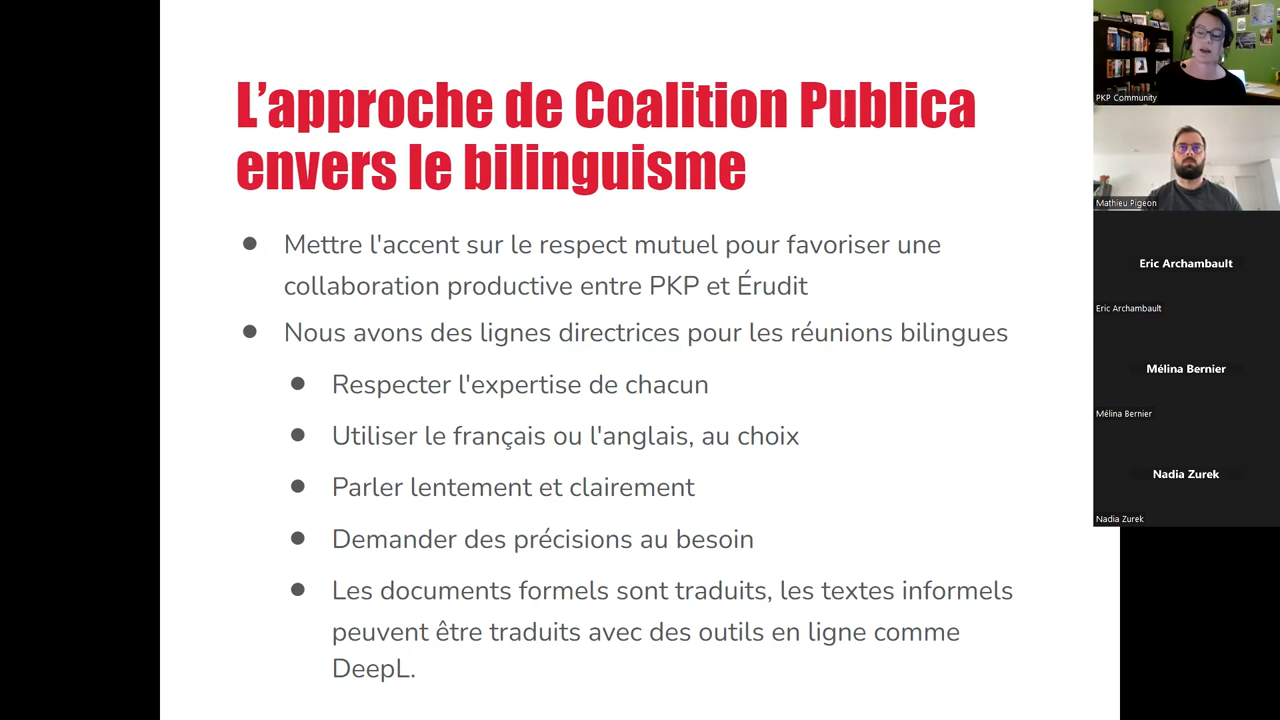 L’approche de Coalition Publica
envers le bilinguisme
● Mettre l'accent sur le respect mutuel pour favoriser une
collaboration productive entre PKP et Érudit
● Nous avons des lignes directrices pour les réunions bilingues
● Respecter l'expertise de chacun
● Utiliser le français ou l'anglais, au choix
● Parler lentement et clairement
● Demander des précisions au besoin
● Les documents formels sont traduits, les textes informels
peuvent être traduits avec des outils en ligne comme
DeepL.
PKP Community
Mathieu Pigeon
Eric Archambault
Eric Archambault
Mélina Bernier
Mélina Bernier
Nadia Zurek
Nadia Zurek